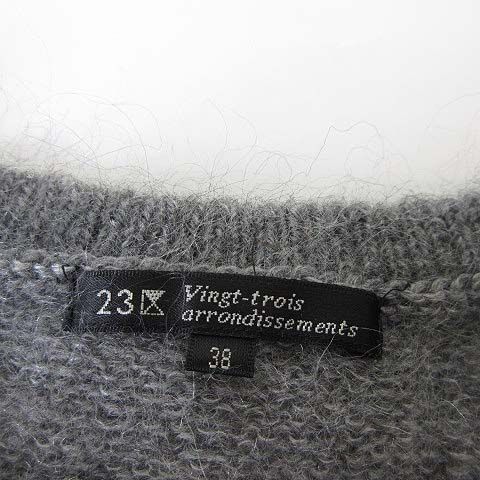 23区
Vingt-trois
arrondissements
38